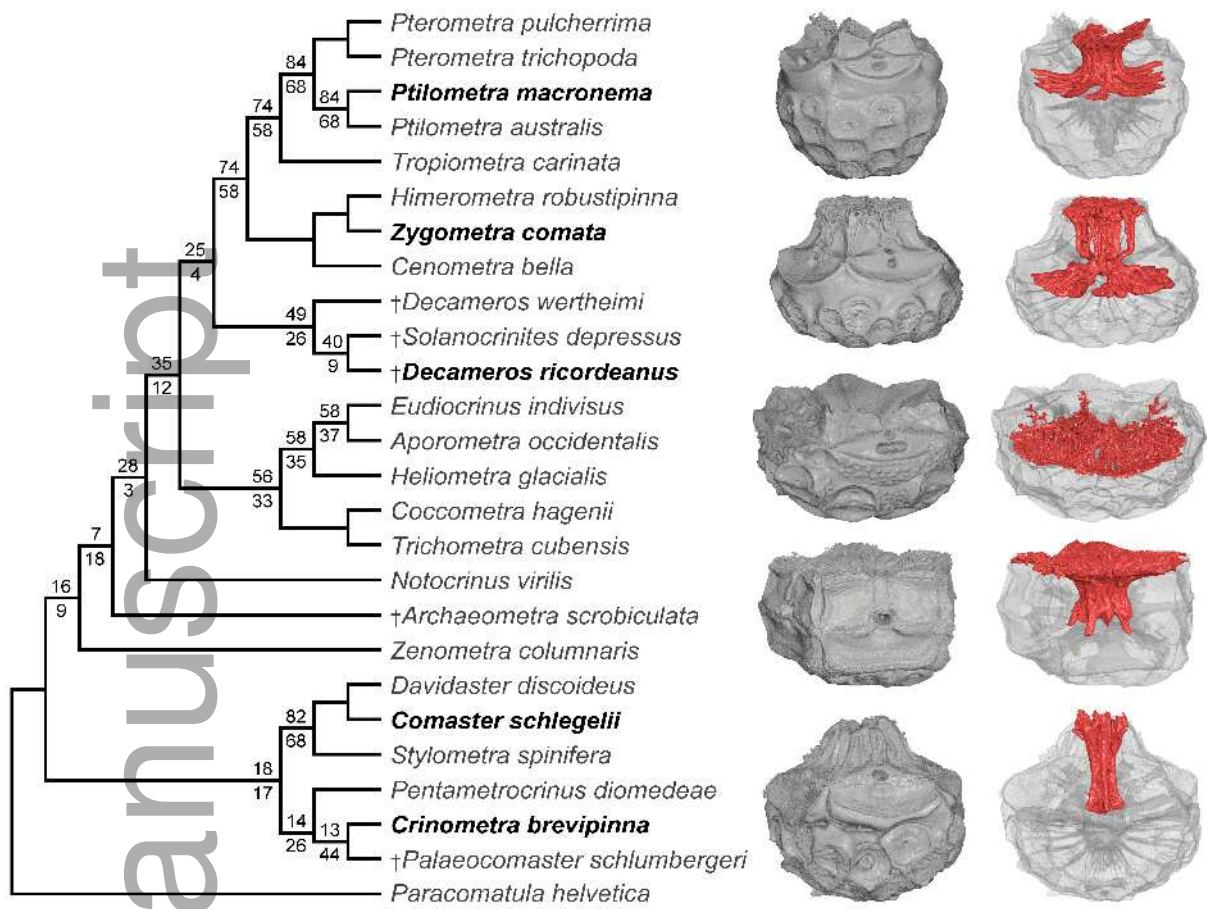 Pterometra pulcherrima
84
Pterometra trichopoda
68
84
Ptilometra macronema
74
68
Ptilometra australis
58
74
Tropiometra carinata
58
Himerometra robustipinna
Zygometra comata
25
Cenometra bella
4
49
†Decameros wertheimi
26
40
†Solanocrinites depressus
9
35
†Decameros ricordeanus
12
58
Eudiocrinus indivisus
58
37
Aporometra occidentalis
35
28
56
Heliometra glacialis
3
33
Coccometra hagenii
7
Trichometra cubensis
18
16
Notocrinus virilis
9
†Archaeometra scrobiculata
Zenometra columnaris
Davidaster discoideus
82
Comaster schlegelii
68
18
Stylometra spinifera
17
14
Pentametrocrinus diomedeae
26
13
Crinometra brevipinna
44
†Palaeocomaster schlumbergeri
Paracomatula helvetica
anuscript